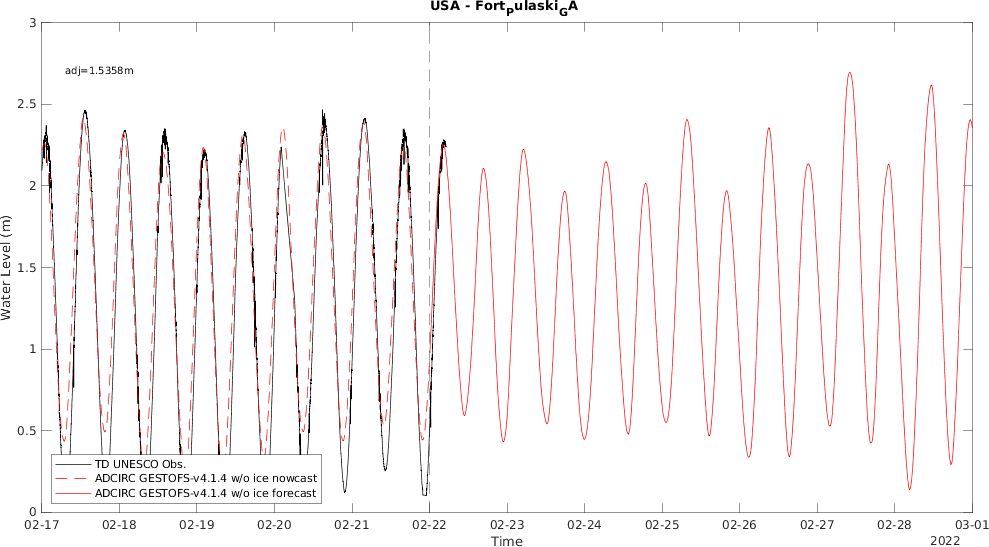 USA - Fort_Pulaski_GA
3
adj=1.5358m
2.5
2
1.5
Water Level (m)
1
0.5
TD UNESCO Obs.
ADCIRC GESTOFS-v4.1.4 w/o ice nowcast
ADCIRC GESTOFS-v4.1.4 w/o ice forecast
0
02-17 02-18 02-19 02-20 02-21 02-22 02-23 02-24 02-25 02-26 02-27 02-28 03-01
Time
2022